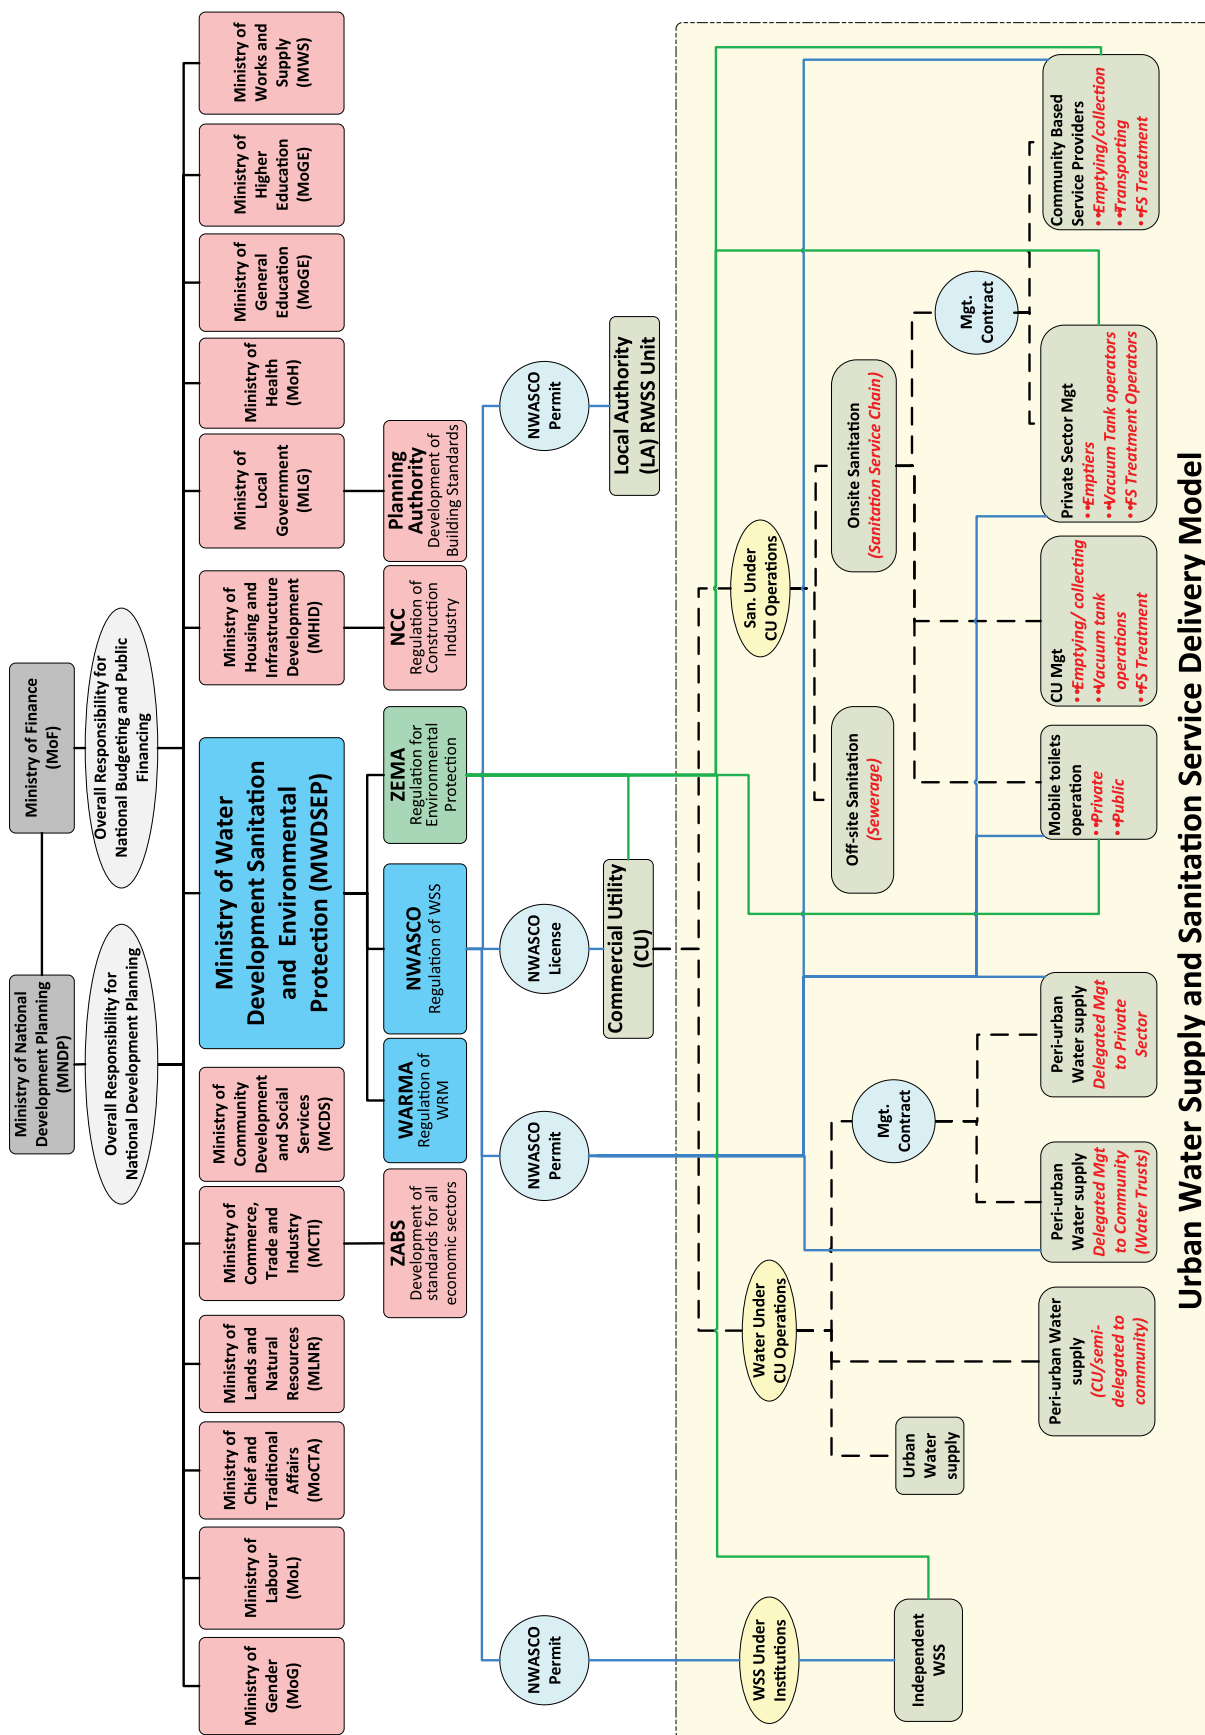 Ministry of National
Development Planning
(MNDP)
Ministry of Finance
(MoF)
Overall Responsibility for
National Development Planning
Overall Responsibility for
National Budgeting and Public
Financing
Ministry of
Gender
(MoG)
Ministry of
Labour
(MoL)
Ministry of
Chief and
Traditional
Affairs
(MoCTA)
Ministry of
Lands and
Natural
Resources
(MLNR)
Ministry of
Commerce,
Trade and
Industry
(MCTI)
Ministry of
Community
Development
and Social
Services
(MCDS)
Ministry of Water
Development Sanitation
and Environmental
Protection (MWDSEP)
Ministry of
Housing and
Infrastructure
Development
(MHID)
Ministry of
Local
Government
(MLG)
Ministry of
Health
(MoH)
Ministry of
General
Education
(MoGE)
Ministry of
Higher
Education
(MoGE)
Ministry of
Works and
Supply
(MWS)
ZABS
Development of
standards for all
economic sectors
WARMA
Regulation of
WRM
NWASCO
Regulation of WSS
ZEMA
Regulation for
Environmental
Protection
NCC
Regulation of
Construction
Industry
Planning
Authority
Development of
Building Standards
NWASCO
Permit
NWASCO
Permit
NWASCO
License
NWASCO
Permit
Commercial Utility
(CU)
Local Authority
(LA) RWSS Unit
WSS Under
Institutions
Water Under
CU Operations
San. Under
CU Operations
Independent
WSS
Urban
Water
supply
Mgt.
Contract
Off-site Sanitation
(Sewerage)
Onsite Sanitation
(Sanitation Service Chain)
Mgt.
Contract
Peri-urban Water
supply
(CU/semi-
delegated to
community)
Peri-urban
Water supply
Delegated Mgt
to Community
(Water Trusts)
Peri-urban
Water supply
Delegated Mgt
to Private
Sector
Mobile toilets
operation
••Private
••Public
CU Mgt
••Emptying/ collecting
••Vacuum tank
operations
••FS Treatment
Private Sector Mgt
••Emptiers
••Vacuum Tank operators
••FS Treatment Operators
Community Based
Service Providers
••Emptying/collection
••Transporting
••FS Treatment
Urban Water Supply and Sanitation Service Delivery Model